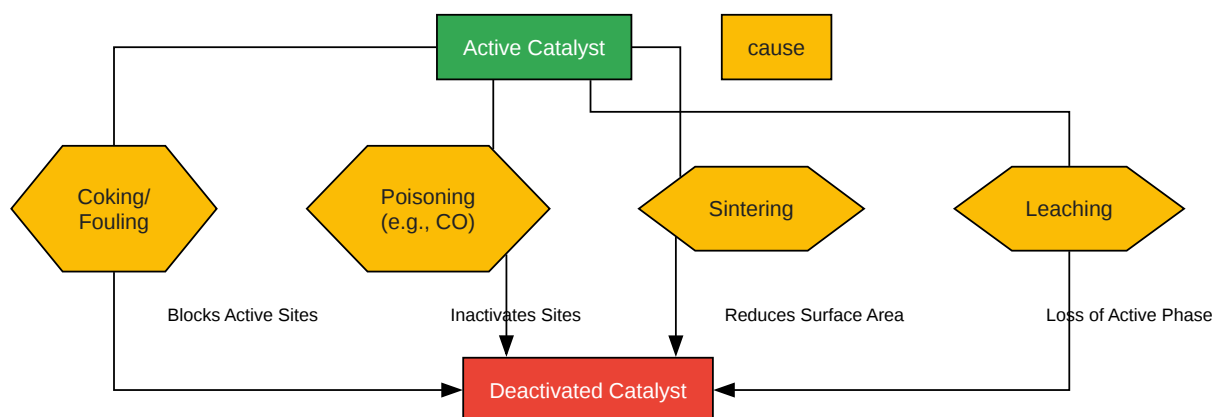 Active Catalyst
cause
Coking/
Fouling
Poisoning
(e.g., CO)
Sintering
Leaching
Blocks Active Sites
Inactivates Sites
Reduces Surface Area
Loss of Active Phase
Deactivated Catalyst